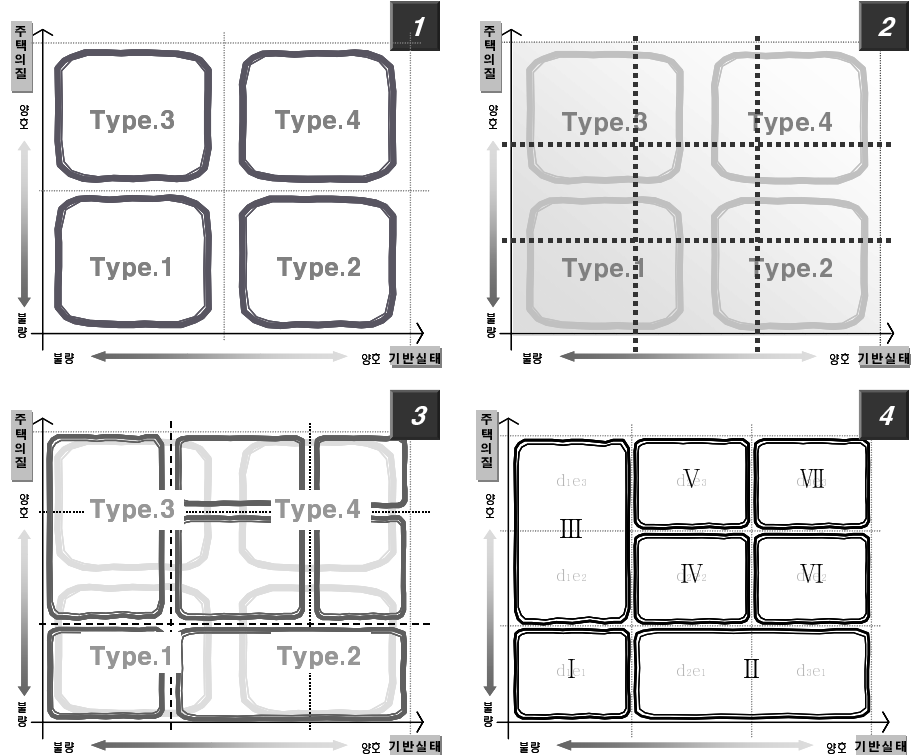 1
주택의질
양호
Type.3
Type.4
Type.1
Type.2
불량
불량
양호
기반실태
2
주택의질
양호
Type.3
Type.4
Type.1
Type.2
불량
불량
양호
기반실태
3
주택의질
양호
Type.3
Type.4
Type.1
Type.2
불량
불량
양호
기반실태
4
주택의질
양호
d1e3
V
VII
III
d1e2
IV
VI
I
d2e1
II
d3e1
불량
불량
양호
기반실태